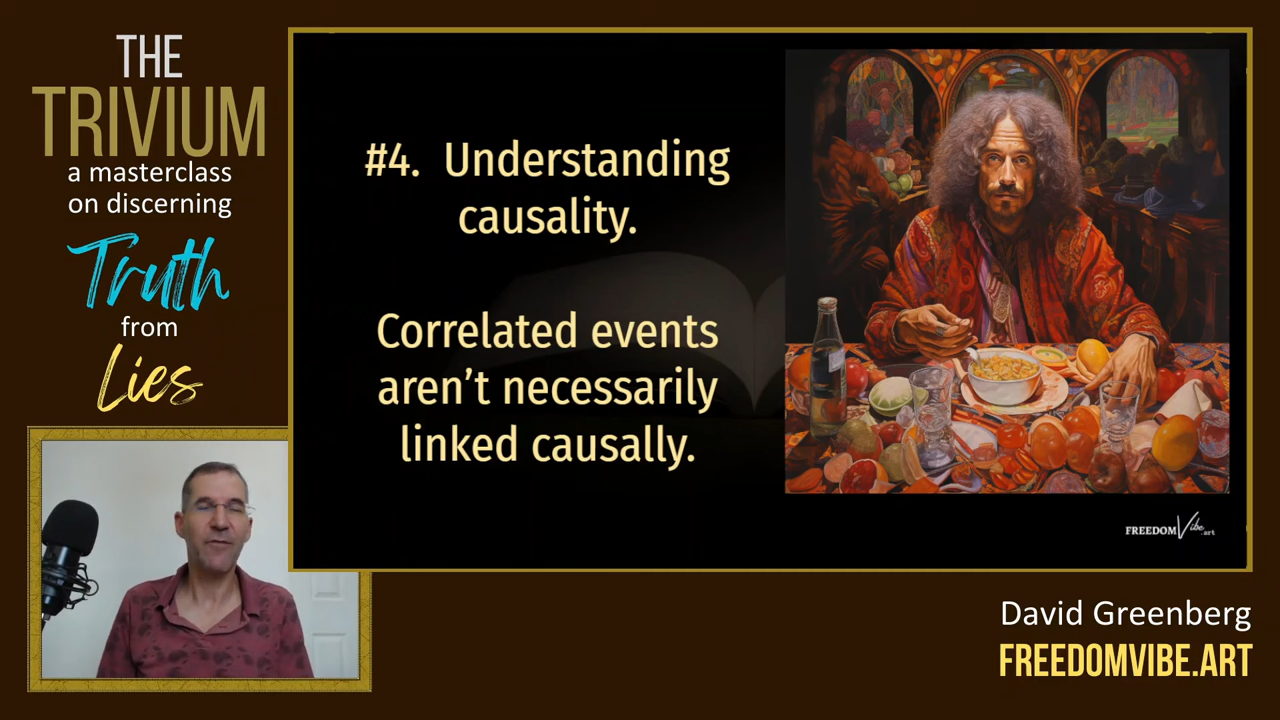 THE
TRIVIUM
a masterclass
on discerning
Truth
from
Lies
#4. Understanding
causality.
Correlated events
aren’t necessarily
linked causally.
FREEDOMVibe.art
David Greenberg
FREEDOMVIBE.ART